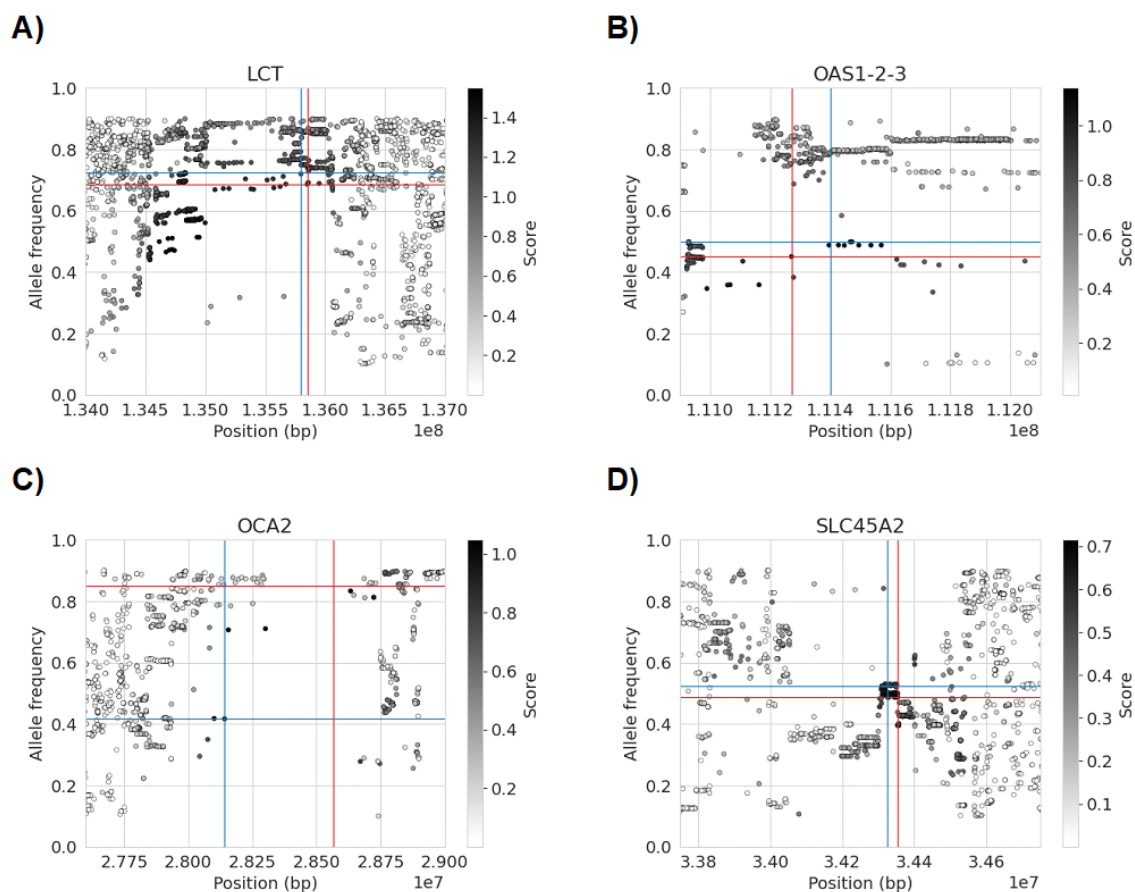 A)
B)
LCT
OAS1-2-3
1.0
0.8
0.6
0.4
0.2
0.0
Allele frequency
1.340 1.345 1.350 1.355 1.360 1.365 1.370
Position (bp)
1e8
1.4
1.2
1.0
0.8
0.6
0.4
0.2
Score
1.0
0.8
0.6
0.4
0.2
0.0
Allele frequency
1.110 1.112 1.114 1.116 1.118 1.120
Position (bp)
1e8
1.0
0.8
0.6
0.4
0.2
Score
C)
D)
OCA2
SLC45A2
1.0
0.8
0.6
0.4
0.2
0.0
Allele frequency
2.775 2.800 2.825 2.850 2.875 2.900
Position (bp)
1e7
1.0
0.8
0.6
0.4
0.2
Score
1.0
0.8
0.6
0.4
0.2
0.0
Allele frequency
3.38 3.40 3.42 3.44 3.46
Position (bp)
1e7
0.7
0.6
0.5
0.4
0.3
0.2
0.1
Score